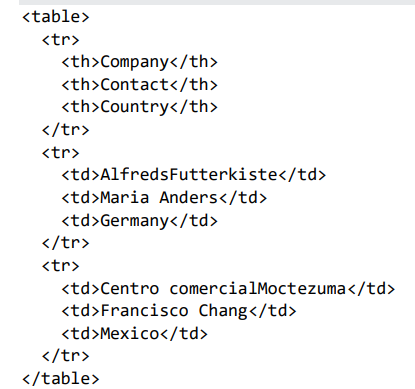 <table>
  <tr>
    <th>Company</th>
    <th>Contact</th>
    <th>Country</th>
  </tr>
  <tr>
    <td>AlfredsFutterkiste</td>
    <td>Maria Anders</td>
    <td>Germany</td>
  </tr>
  <tr>
    <td>Centro comercialMoctezuma</td>
    <td>Francisco Chang</td>
    <td>Mexico</td>
  </tr>
</table>